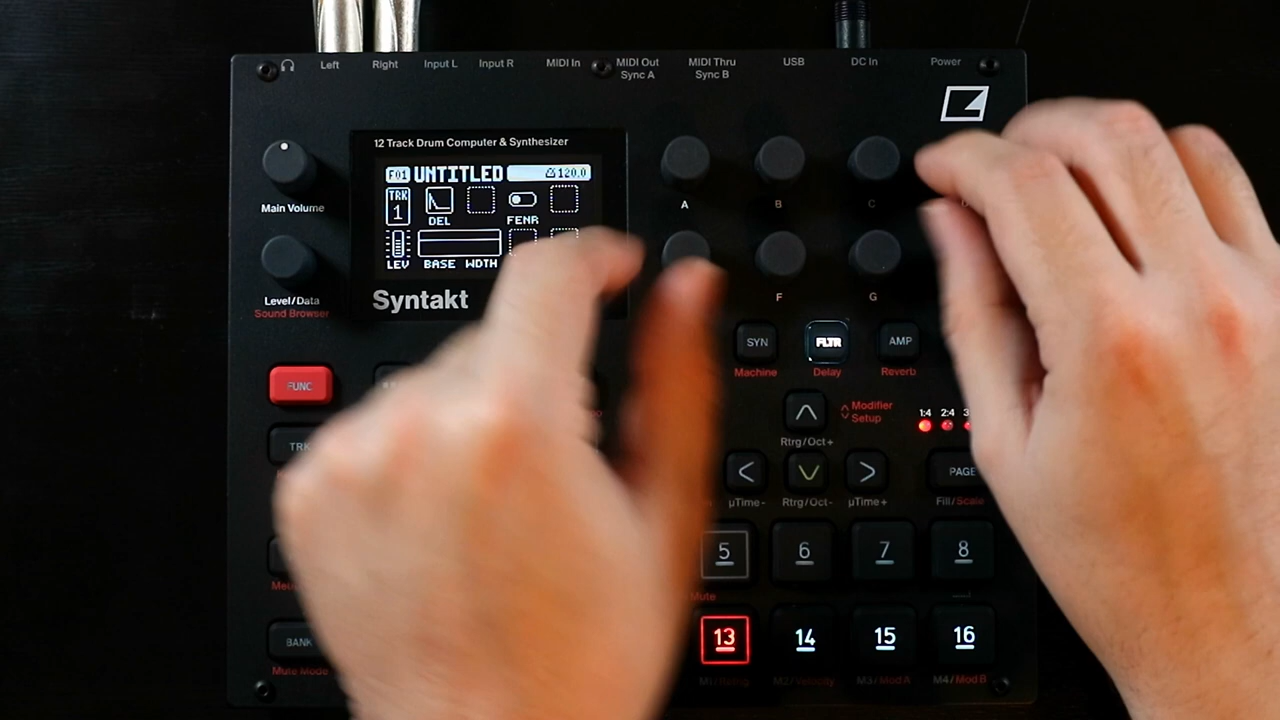 Left Right Input L Input R MIDI In MIDI Out MIDI Thru USB DC In Power
Sync A Sync B
12 Track Drum Computer & Synthesizer
F01 UNTITLED 120.0
TRK
1
DEL FENR
LEV BASE WDTH
Syntakt
Main Volume
Level/Data
Sound Browser
A B C
F G
SYN FLTR AMP
Machine Delay Reverb
FUNC
Modifier
Setup
1:4 2:4 3
TRK
Rtrg/Oct+
< > PAGE
µTime- Rtrg/Oct- µTime+ Fill/Scale
5 6 7 8
Mute
13 14 15 16
BANK
Mute Mode
M2/Velocity M3/Mod A M4/Mod B